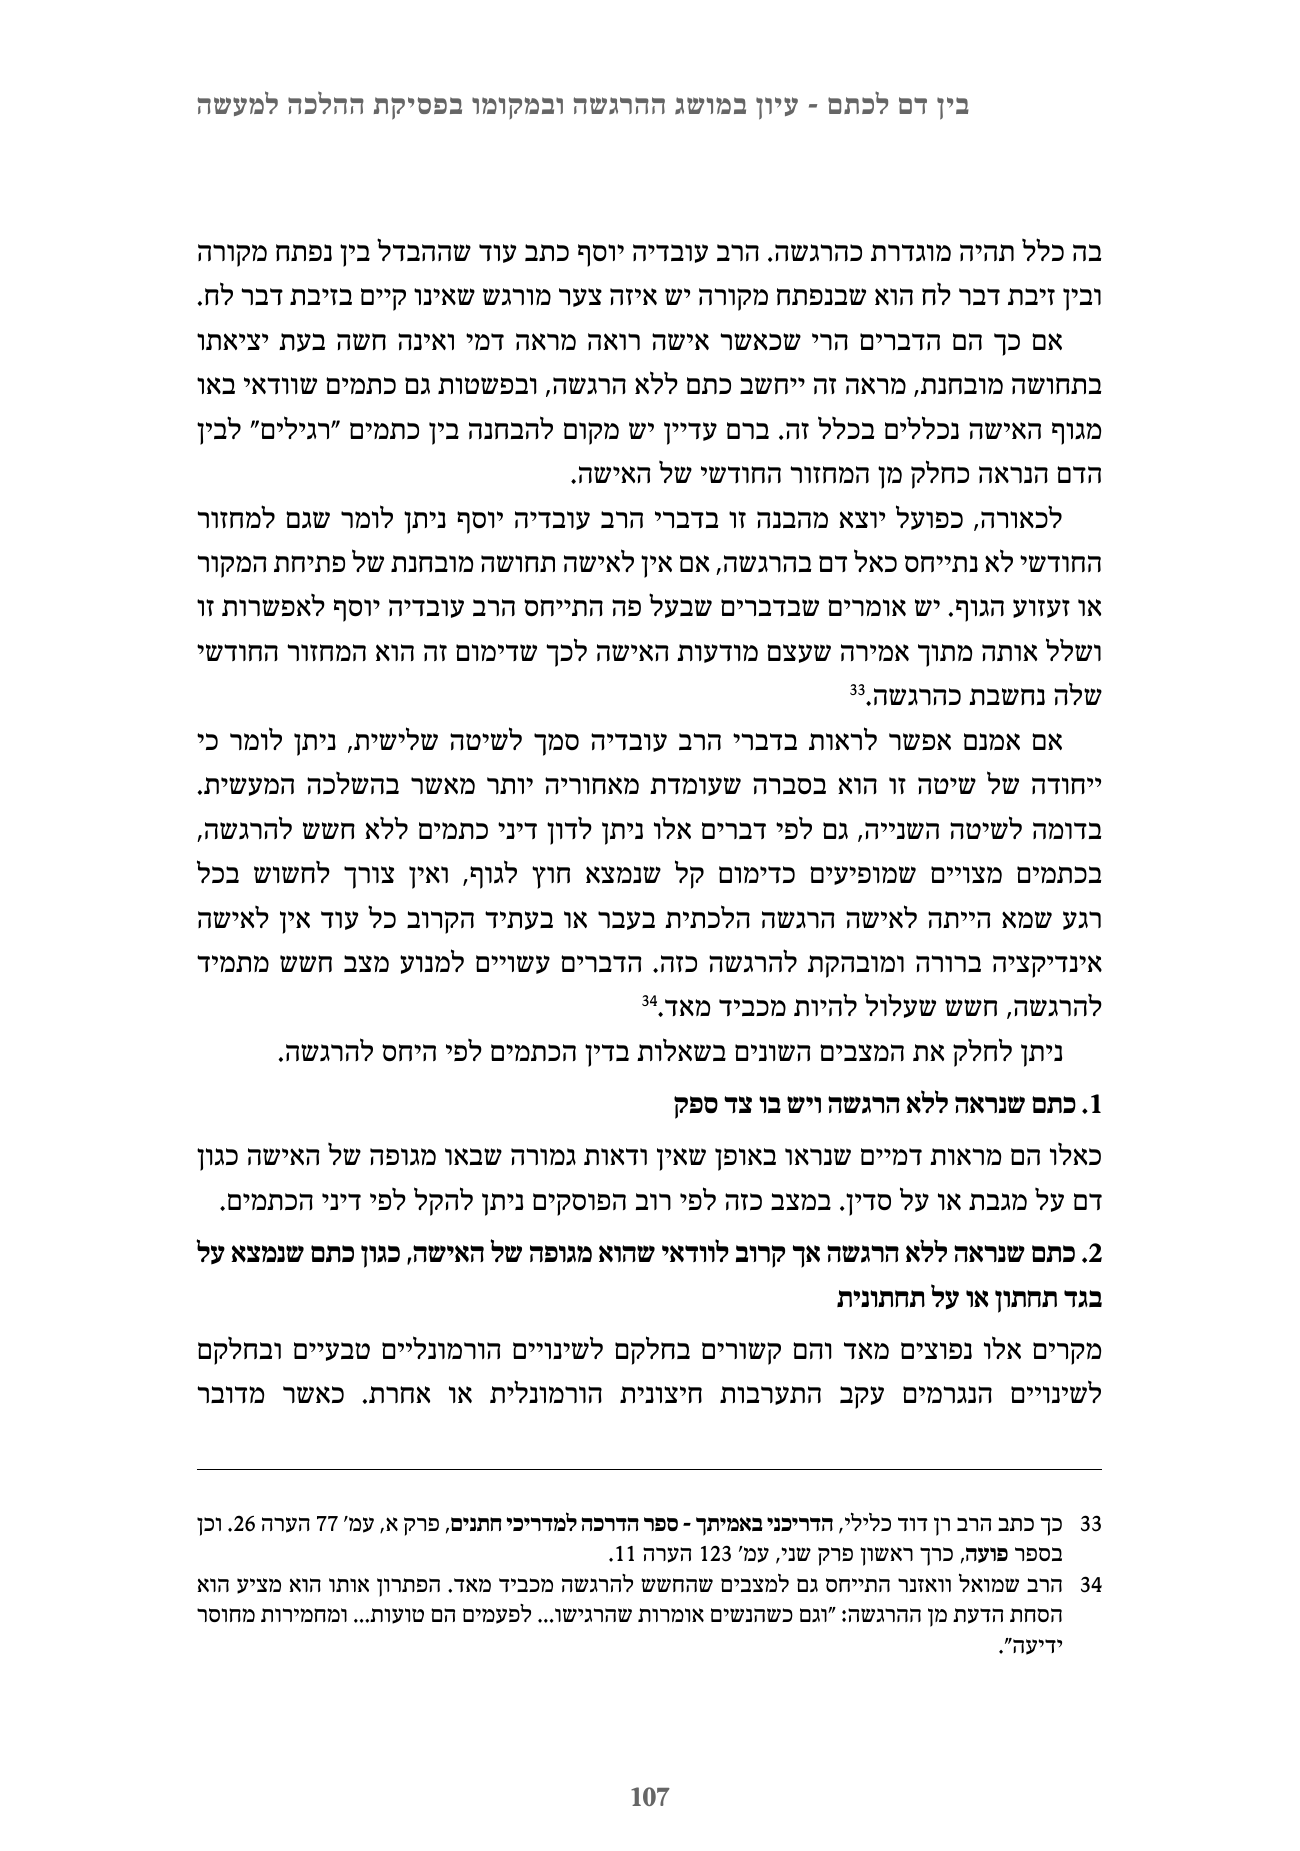 בין דם לכתם - עיון במושג ההרגשה ובמקומו בפסיקת ההלכה למעשה
בה כלל תהיה מוגדרת כהרגשה. הרב עובדיה יוסף כתב עוד שההבדל בין נפתח מקורה
ובין זיבת דבר לח הוא שבנפתח מקורה יש איזה צער מורגש שאינו קיים בזיבת דבר לח.
אם כך הם הדברים הרי שכאשר אישה רואה מראה דמי ואינה חשה בעת יציאתו
בתחושה מובחנת, מראה זה ייחשב כתם ללא הרגשה, ובפשטות גם כתמים שוודאי באו
מגוף האישה נכללים בכלל זה. ברם עדיין יש מקום להבחנה בין כתמים ״רגילים״ לבין
הדם הנראה כחלק מן המחזור החודשי של האישה.
לכאורה, כפועל יוצא מהבנה זו בדברי הרב עובדיה יוסף ניתן לומר שגם למחזור
החודשי לא נתייחס כאל דם בהרגשה, אם אין לאישה תחושה מובחנת של פתיחת המקור
או זעזוע הגוף. יש אומרים שבדברים שבעל פה התייחס הרב עובדיה יוסף לאפשרות זו
ושלל אותה מתוך אמירה שעצם מודעות האישה לכך שדימום זה הוא המחזור החודשי
שלה נחשבת כהרגשה.33
אם אמנם אפשר לראות בדברי הרב עובדיה סמך לשיטה שלישית, ניתן לומר כי
ייחודה של שיטה זו הוא בסברה שעומדת מאחוריה יותר מאשר בהשלכה המעשית.
בדומה לשיטה השנייה, גם לפי דברים אלו ניתן לדון דיני כתמים ללא חשש להרגשה,
בכתמים מצויים שמופיעים כדימום קל שנמצא חוץ לגוף, ואין צורך לחשוש בכל
רגע שמא הייתה לאישה הרגשה הלכתית בעבר או בעתיד הקרוב כל עוד אין לאישה
אינדיקציה ברורה ומובהקת להרגשה כזה. הדברים עשויים למנוע מצב חשש מתמיד
להרגשה, חשש שעלול להיות מכביד מאד.34
ניתן לחלק את המצבים השונים בשאלות בדין הכתמים לפי היחס להרגשה.
1. כתם שנראה ללא הרגשה ויש בו צד ספק
כאלו הם מראות דמיים שנראו באופן שאין ודאות גמורה שבאו מגופה של האישה כגון
דם על מגבת או על סדין. במצב כזה לפי רוב הפוסקים ניתן להקל לפי דיני הכתמים.
2. כתם שנראה ללא הרגשה אך קרוב לוודאי שהוא מגופה של האישה, כגון כתם שנמצא על
בגד תחתון או על תחתונית
מקרים אלו נפוצים מאד והם קשורים בחלקם לשינויים הורמונליים טבעיים ובחלקם
לשינויים הנגרמים עקב התערבות חיצונית הורמונלית או אחרת. כאשר מדובר
33 כך כתב הרב רן דוד כלילי, הדריכני באמיתך - ספר הדרכה למדריכי חתנים, פרק א, עמ׳ 77 הערה 26. וכן
בספר פועה, כרך ראשון פרק שני, עמ׳ 123 הערה 11.
34 הרב שמואל וואזנר התייחס גם למצבים שהחשש להרגשה מכביד מאד. הפתרון אותו הוא מציע הוא
הסחת הדעת מן ההרגשה: ״וגם כשהנשים אומרות שהרגישו... לפעמים הם טועות... ומחמירות מחוסר
ידיעה״.
107